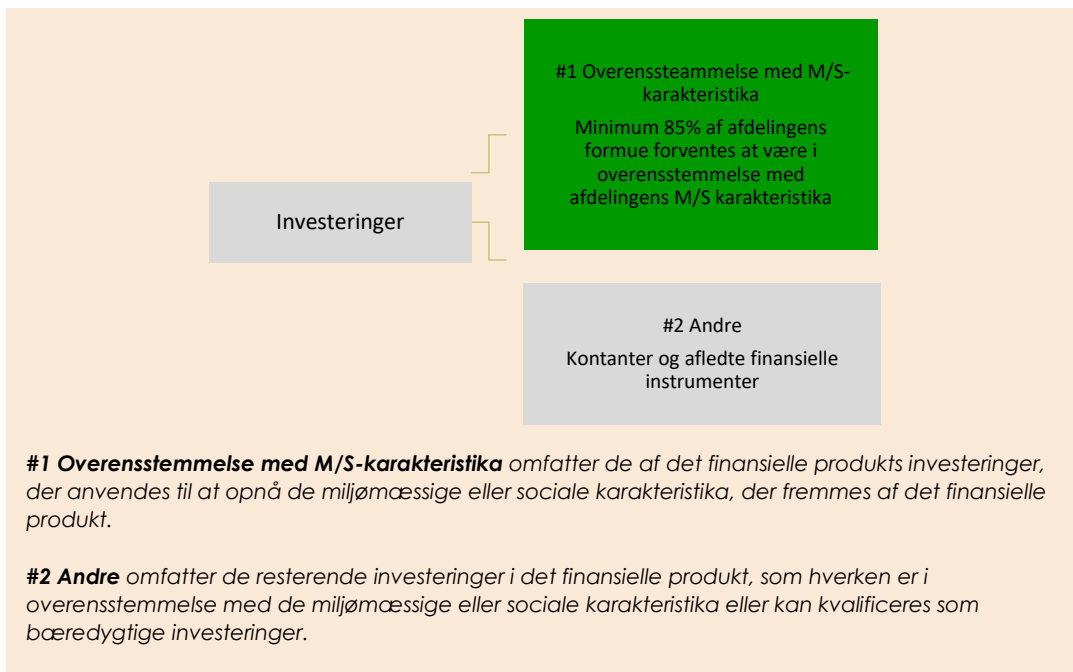 #1 Overenssteammelse med M/S-
karakteristika
Minimum 85% af afdelingens
formue forventes at være i
overensstemmelse med
afdelingens M/S karakteristika
Investeringer
#2 Andre
Kontanter og afledte finansielle
instrumenter
#1 Overensstemmelse med M/S-karakteristika omfatter de af det finansielle produkts investeringer,
der anvendes til at opnå de miljømæssige eller sociale karakteristika, der fremmes af det finansielle
produkt.
#2 Andre omfatter de resterende investeringer i det finansielle produkt, som hverken er i
overensstemmelse med de miljømæssige eller sociale karakteristika eller kan kvalificeres som
bæredygtige investeringer.